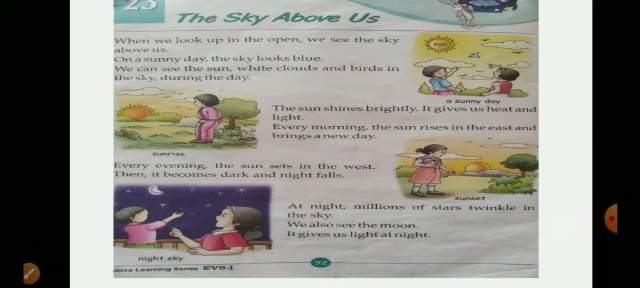 23
The Sky Above Us
When we look up in the open, we see the sky
above us.
On a sunny day, the sky looks blue.
We can see the sun, white clouds and birds in
the sky, during the day.
sun
a sunny day
The sun shines brightly. It gives us heat and
light.
Every morning, the sun rises in the east and
brings a new day.
sunrise
Every evening, the sun sets in the west.
Then, it becomes dark and night falls.
sunset
At night, millions of stars twinkle in
the sky.
We also see the moon.
It gives us light at night.
night sky
dova Learning Series EVS-1
92